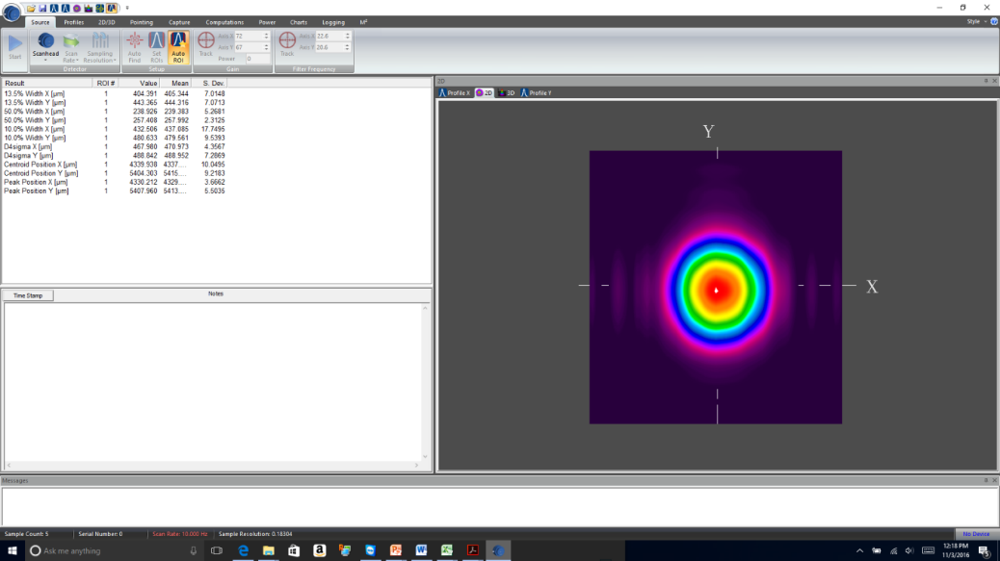 Source Profiles 2D/3D Pointing Capture Computations Power Charts Logging M² Style
Start Scanhead Scan Rate Sampling Resolution Auto Find Set ROIs Auto ROI Track Axis X 72 Axis Y 67 Power 0 Track Axis X 22.6 Axis Y 20.6
Detector Setup Gain Filter Frequency
Result ROI # Value Mean S. Dev.
13.5% Width X [µm] 1 404.391 405.344 7.0148
13.5% Width Y [µm] 1 443.365 444.316 7.0713
50.0% Width X [µm] 1 238.926 239.383 5.2681
50.0% Width Y [µm] 1 257.408 257.992 2.3125
10.0% Width X [µm] 1 432.506 437.085 17.7495
10.0% Width Y [µm] 1 480.633 479.561 9.5393
D4sigma X [µm] 1 467.980 470.973 4.3567
D4sigma Y [µm] 1 488.842 488.952 7.2869
Centroid Position X [µm] 1 4339.938 4337.... 10.0495
Centroid Position Y [µm] 1 5404.303 5415.... 9.2183
Peak Position X [µm] 1 4330.212 4329.... 3.6662
Peak Position Y [µm] 1 5407.960 5413.... 5.5035
Time Stamp Notes
2D
Profile X 2D 3D Profile Y
Y
X
Messages
Sample Count: 5 Serial Number: 0 Scan Rate: 10.000 Hz Sample Resolution: 0.18304 No Device
Ask me anything
12:18 PM
11/3/2016